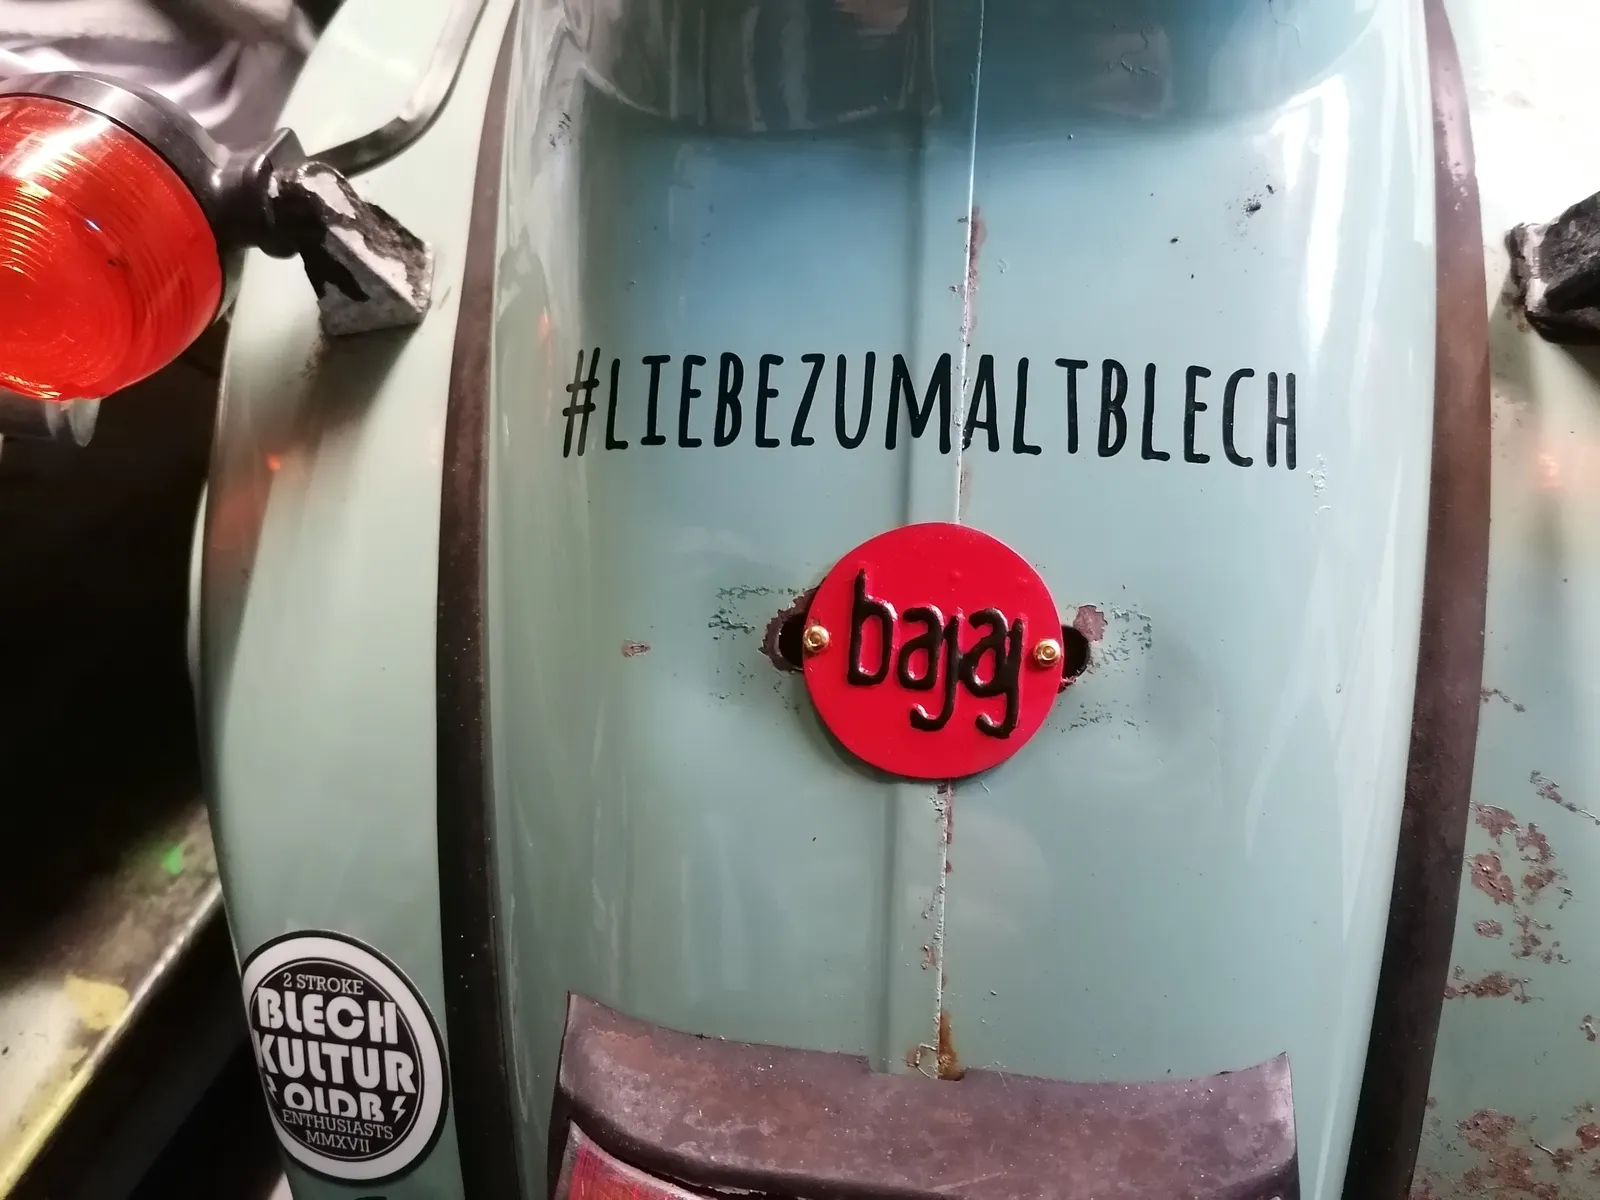 #LIEBEZUMALTBLECH
bajaj
2 STROKE
BLECH
KULTUR
OLDB
ENTHUSIASTS
MMXVII